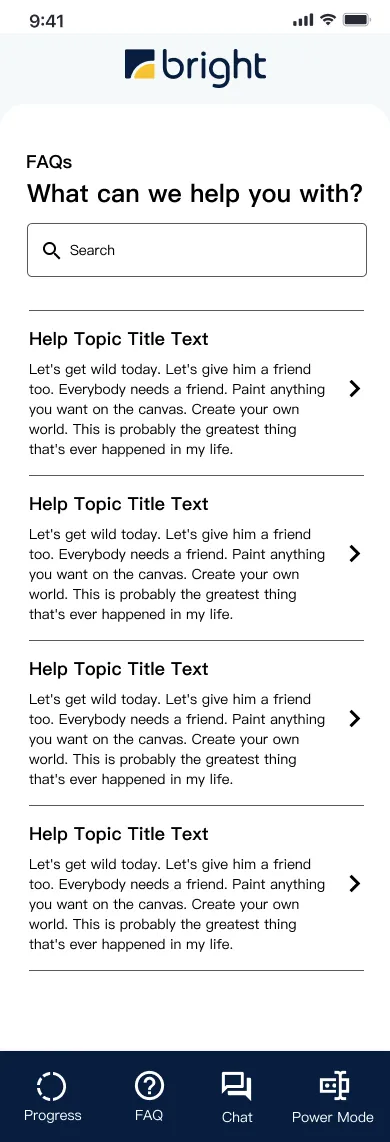 9:41
bright
FAQs
What can we help you with?
Search
Help Topic Title Text
Let's get wild today. Let's give him a friend
too. Everybody needs a friend. Paint anything
you want on the canvas. Create your own
world. This is probably the greatest thing
that's ever happened in my life.
Help Topic Title Text
Let's get wild today. Let's give him a friend
too. Everybody needs a friend. Paint anything
you want on the canvas. Create your own
world. This is probably the greatest thing
that's ever happened in my life.
Help Topic Title Text
Let's get wild today. Let's give him a friend
too. Everybody needs a friend. Paint anything
you want on the canvas. Create your own
world. This is probably the greatest thing
that's ever happened in my life.
Help Topic Title Text
Let's get wild today. Let's give him a friend
too. Everybody needs a friend. Paint anything
you want on the canvas. Create your own
world. This is probably the greatest thing
that's ever happened in my life.
Progress FAQ Chat Power Mode